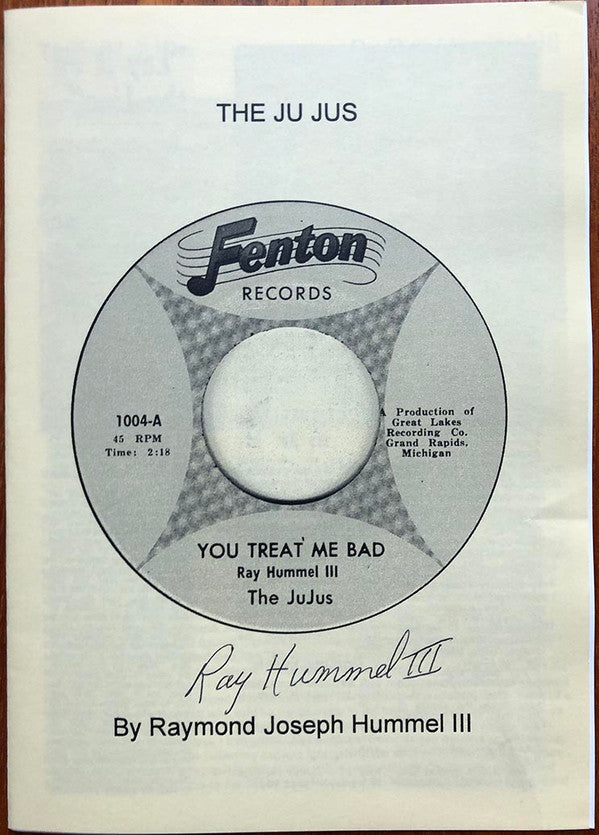 THE JU JUS
Fenton
RECORDS
1004-A
45 RPM
Time: 2:18
A Production of
Great Lakes
Recording Co.
Grand Rapids,
Michigan
YOU TREAT' ME BAD
Ray Hummel III
The JuJus
Ray Hummel III
By Raymond Joseph Hummel III